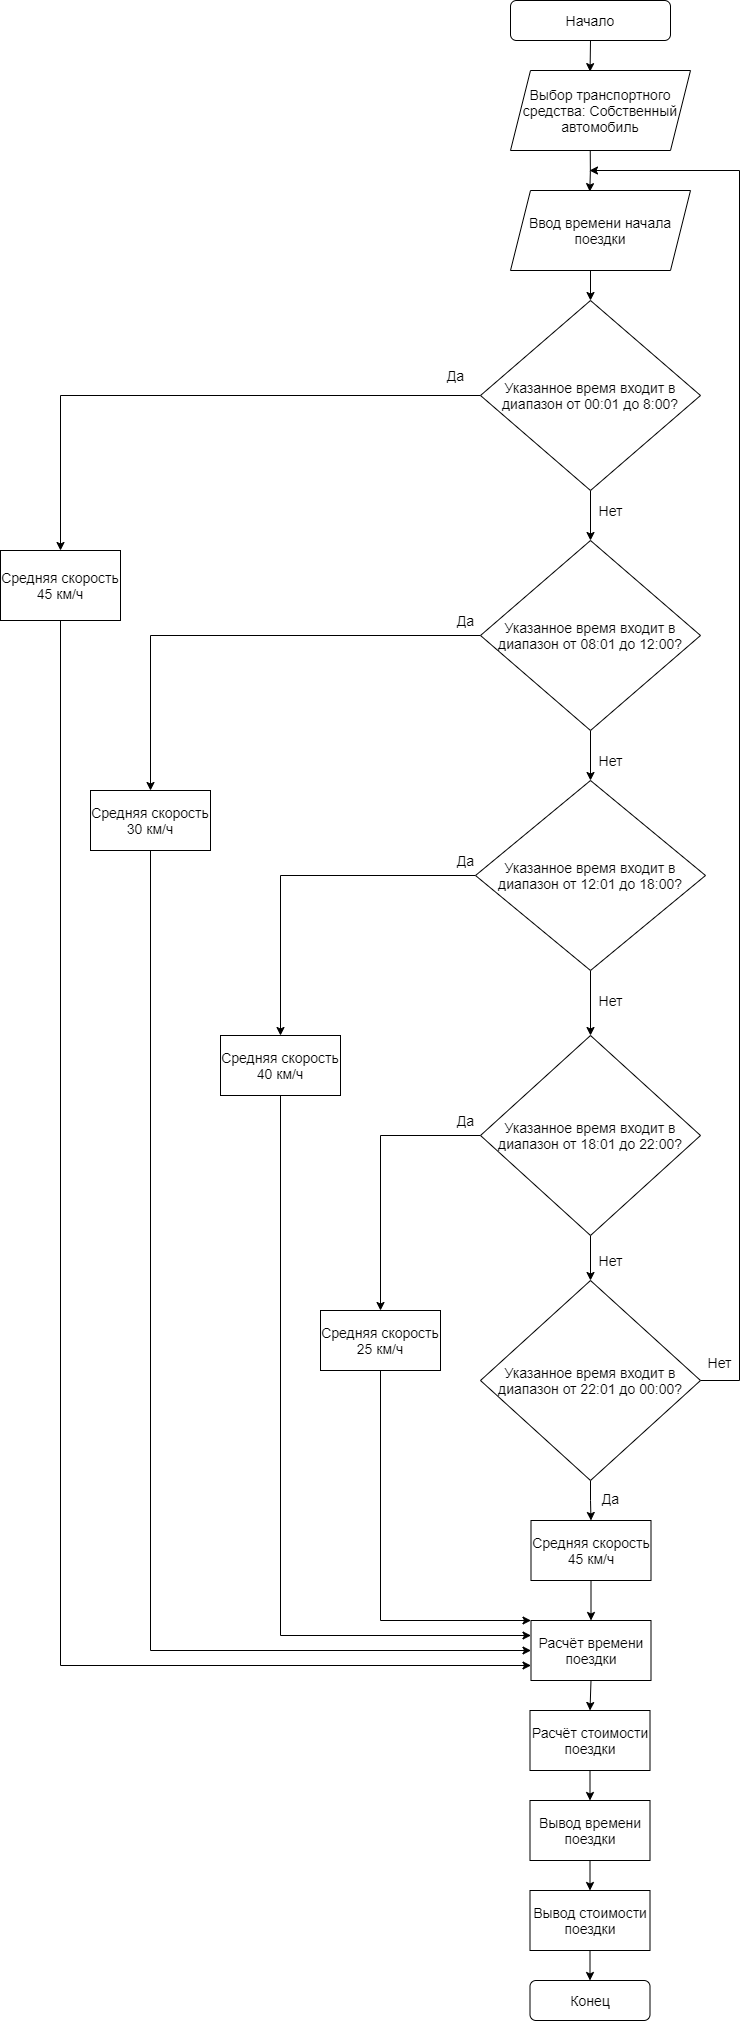 Начало
Выбор транспортного
средства: Собственный
автомобиль
Ввод времени начала
поездки
Да
Указанное время входит в
диапазон от 00:01 до 8:00?
Нет
Средняя скорость
45 км/ч
Да
Указанное время входит в
диапазон от 08:01 до 12:00?
Нет
Средняя скорость
30 км/ч
Да
Указанное время входит в
диапазон от 12:01 до 18:00?
Нет
Средняя скорость
40 км/ч
Да
Указанное время входит в
диапазон от 18:01 до 22:00?
Нет
Средняя скорость
25 км/ч
Указанное время входит в
диапазон от 22:01 до 00:00?
Нет
Да
Средняя скорость
45 км/ч
Расчёт времени
поездки
Расчёт стоимости
поездки
Вывод времени
поездки
Вывод стоимости
поездки
Конец